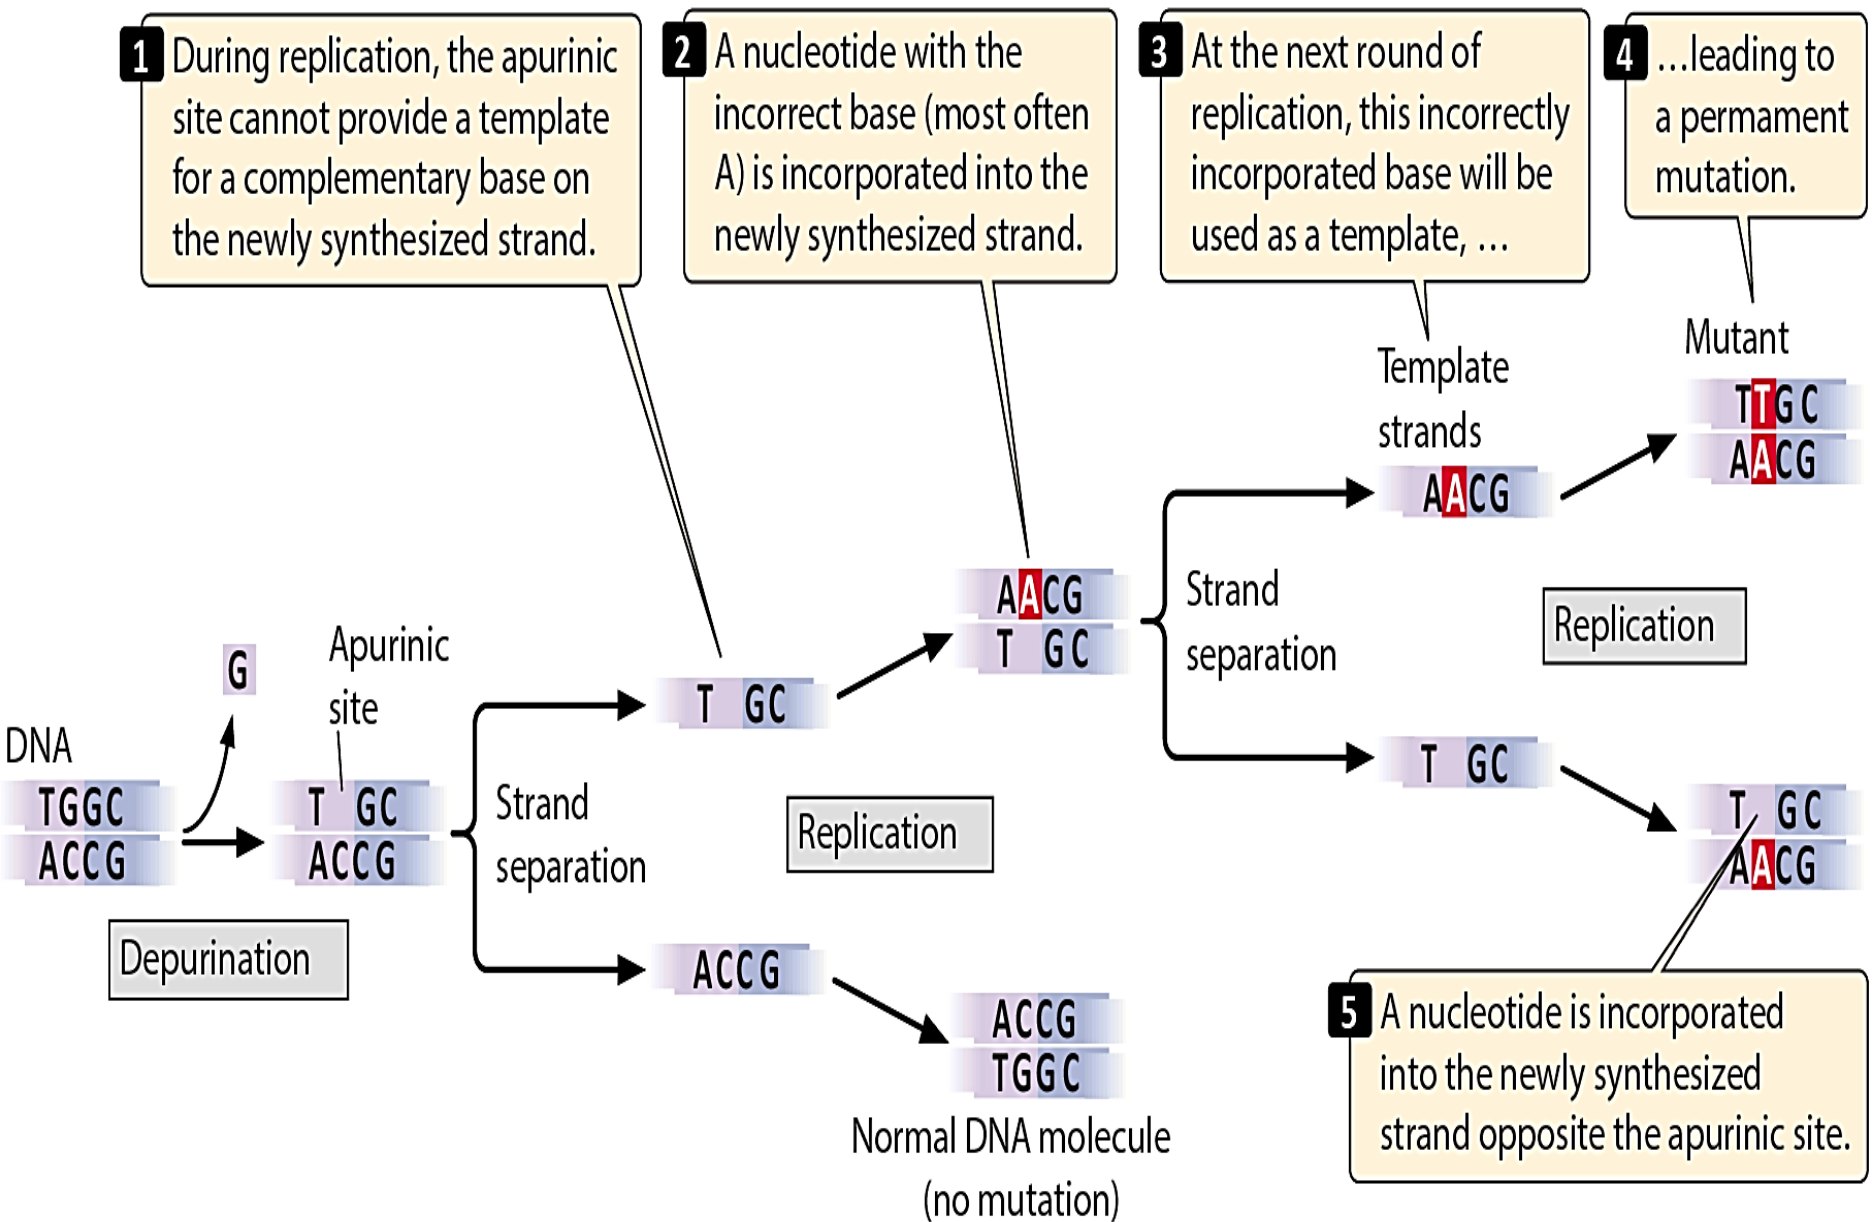 1 During replication, the apurinic
site cannot provide a template
for a complementary base on
the newly synthesized strand.
2 A nucleotide with the
incorrect base (most often
A) is incorporated into the
newly synthesized strand.
3 At the next round of
replication, this incorrectly
incorporated base will be
used as a template, …
4 …leading to
a permament
mutation.
DNA
TGGC
ACCG
G
Depurination
Apurinic
site
T GC
ACCG
Strand
separation
T GC
Replication
ACCG
AACG
T GC
ACCG
TGGC
Normal DNA molecule
(no mutation)
Strand
separation
Template
strands
AACG
T GC
Replication
Mutant
TTGC
AACG
T GC
AACG
5 A nucleotide is incorporated
into the newly synthesized
strand opposite the apurinic site.